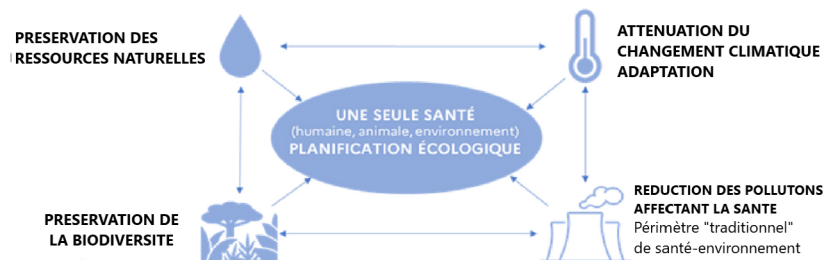 PRESERVATION DES
RESSOURCES NATURELLES
ATTENUATION DU
CHANGEMENT CLIMATIQUE
ADAPTATION
UNE SEULE SANTÉ
(humaine, animale, environnement)
PLANIFICATION ÉCOLOGIQUE
PRESERVATION DE
LA BIODIVERSITE
REDUCTION DES POLLUTONS
AFFECTANT LA SANTE
Périmètre "traditionnel"
de santé-environnement